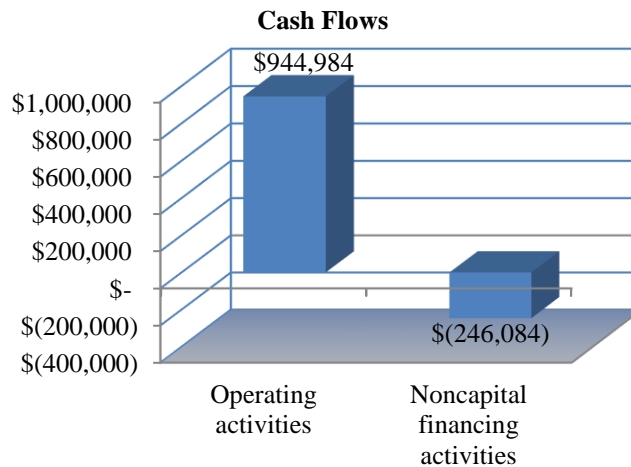 Cash Flows
$944,984
$1,000,000
$800,000
$600,000
$400,000
$200,000
$-
$(200,000)
$(400,000)
$(246,084)
Operating
activities
Noncapital
financing
activities